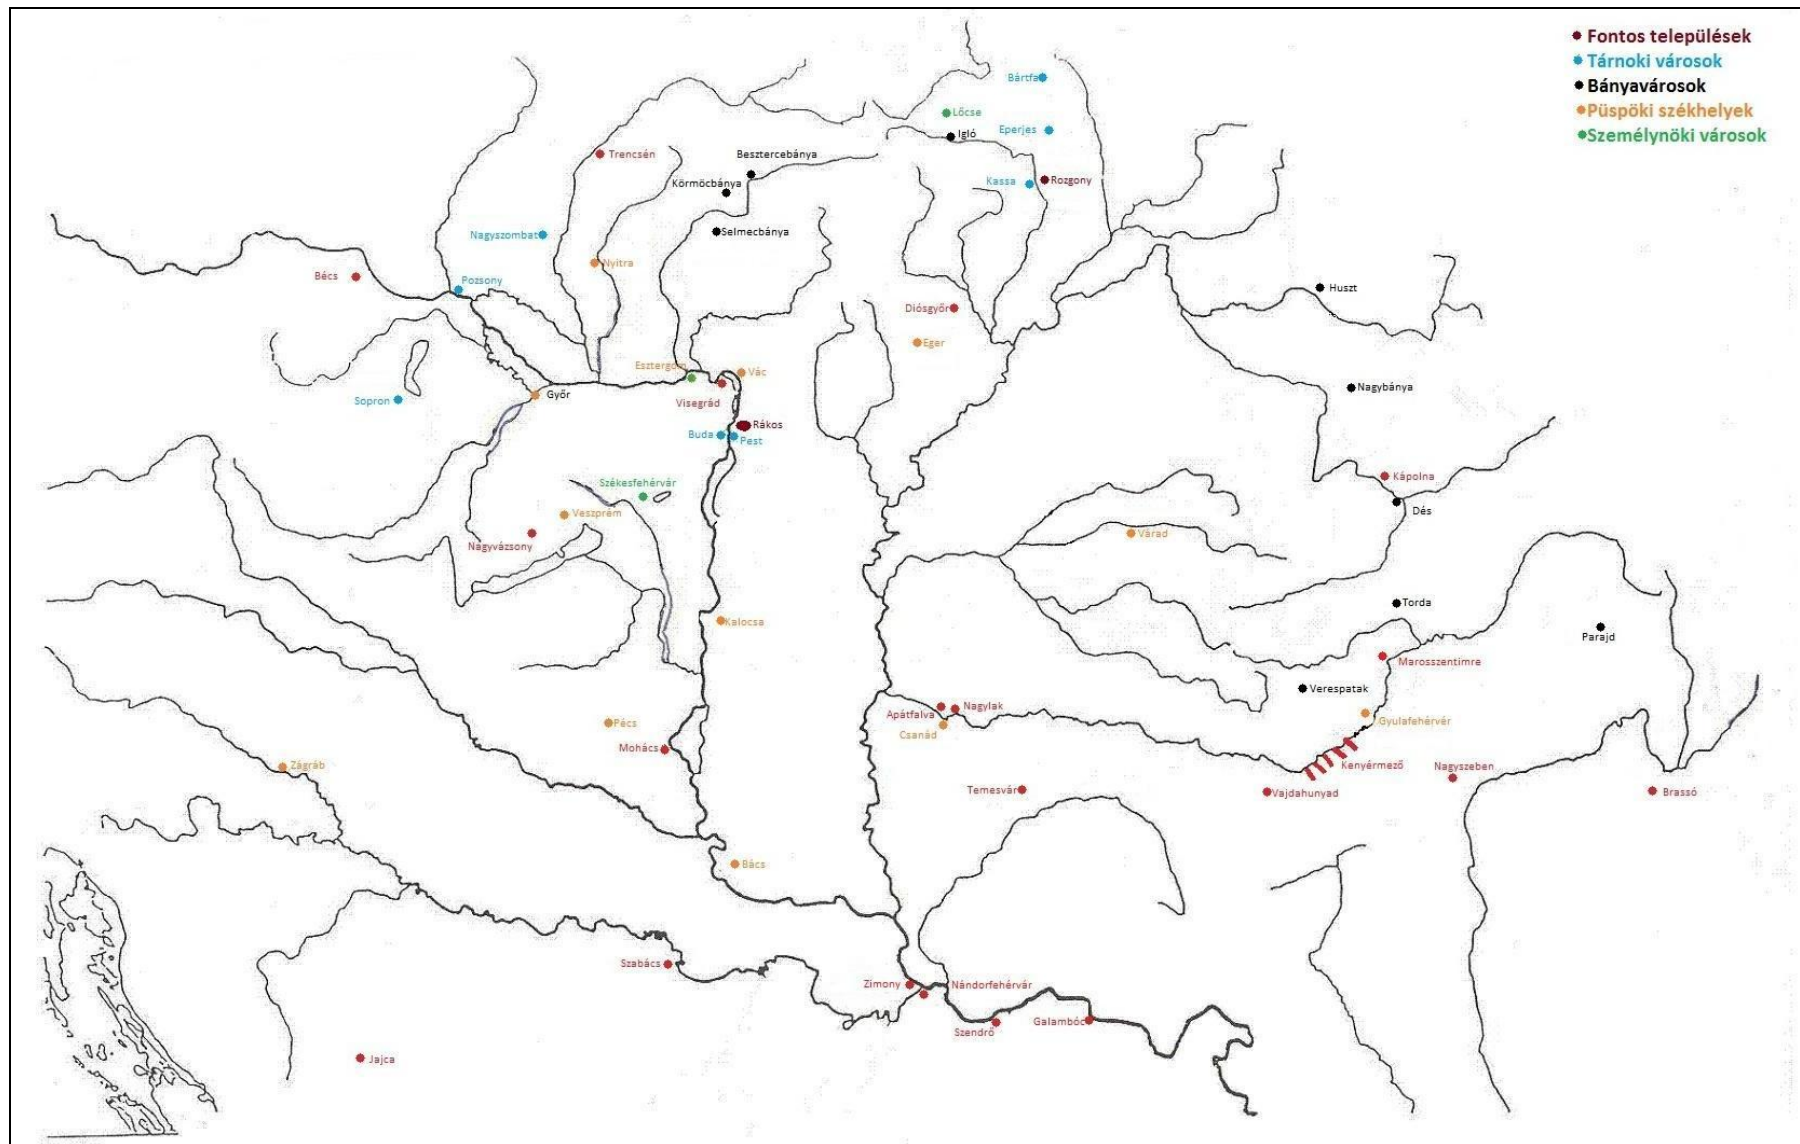 Fontos települések
Tárnoki városok
Bányavárosok
Püspöki székhelyek
Személynöki városok
Bártfa
Lőcse
Igló
Eperjes
Trencsén
Besztercebánya
Körmöcbánya
Kassa
Rozgony
Nagyszombat
Selmecbánya
Nyitra
Bécs
Pozsony
Huszt
Diósgyőr
Eger
Esztergom
Vác
Nagybánya
Sopron
Győr
Visegrád
Rákos
Buda
Pest
Kápolna
Székesfehérvár
Dés
Veszprém
Nagyvázsony
Várad
Torda
Kalocsa
Parajd
Marosszentimre
Verespatak
Nagylak
Apátfalva
Pécs
Gyulafehérvér
Csanád
Mohács
Zágráb
Kenyérmező
Nagyszeben
Temesvár
Vajdahunyad
Brassó
Bács
Szabács
Zimony
Nándorfehérvár
Galambóc
Szendrő
Jajca